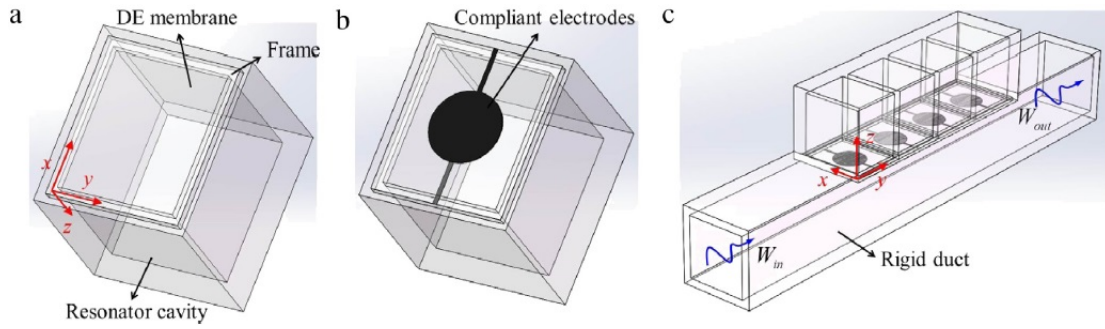 a
DE membrane
Frame
x
y
z
Resonator cavity
b
Compliant electrodes
c
W_out
z
x
y
W_in
Rigid duct